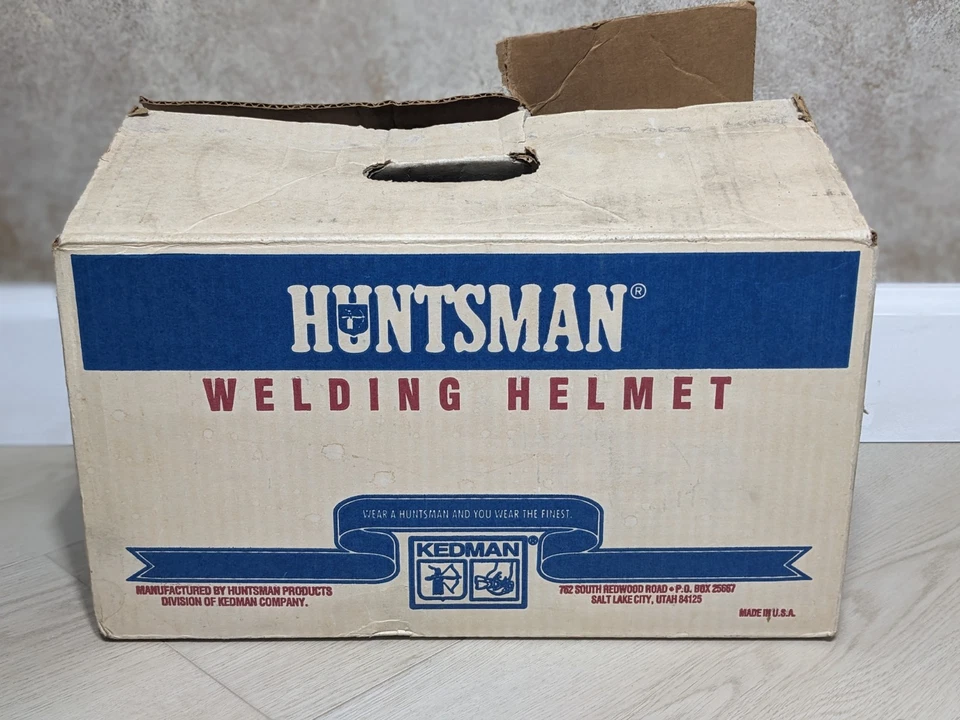 HUNTSMAN®
WELDING HELMET
WEAR A HUNTSMAN AND YOU WEAR THE FINEST.
KEDMAN®
MANUFACTURED BY HUNTSMAN PRODUCTS
DIVISION OF KEDMAN COMPANY.
762 SOUTH REDWOOD ROAD • P.O. BOX 25667
SALT LAKE CITY, UTAH 84125
MADE IN U.S.A.